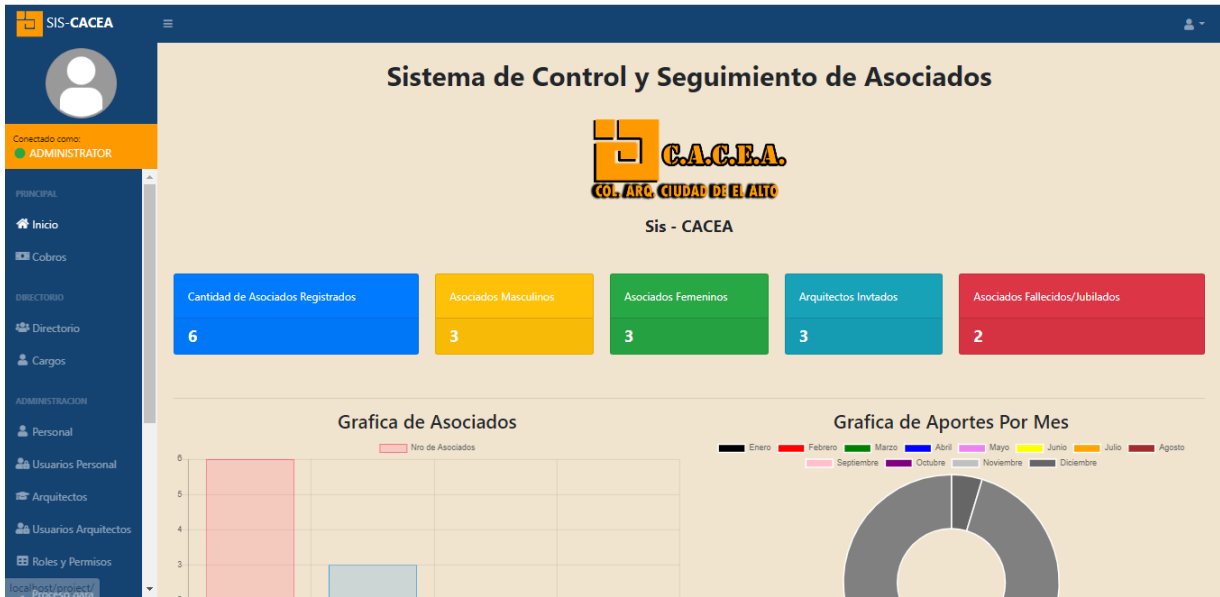 SIS-CACEA
Conectado como:
ADMINISTRATOR
PRINCIPAL
Inicio
Cobros
DIRECTORIO
Directorio
Cargos
ADMINISTRACION
Personal
Usuarios Personal
Arquitectos
Usuarios Arquitectos
Roles y Permisos
Proceso para
localhost/project/
Sistema de Control y Seguimiento de Asociados
C.A.C.E.A.
COL. ARQ. CIUDAD DE EL ALTO
Sis - CACEA
Cantidad de Asociados Registrados
6
Asociados Masculinos
3
Asociados Femeninos
3
Arquitectos Invtados
3
Asociados Fallecidos/Jubilados
2
Grafica de Asociados
Nro de Asociados
6
5
4
3
Grafica de Aportes Por Mes
Enero Febrero Marzo Abril Mayo Junio Julio Agosto
Septiembre Octubre Noviembre Diciembre